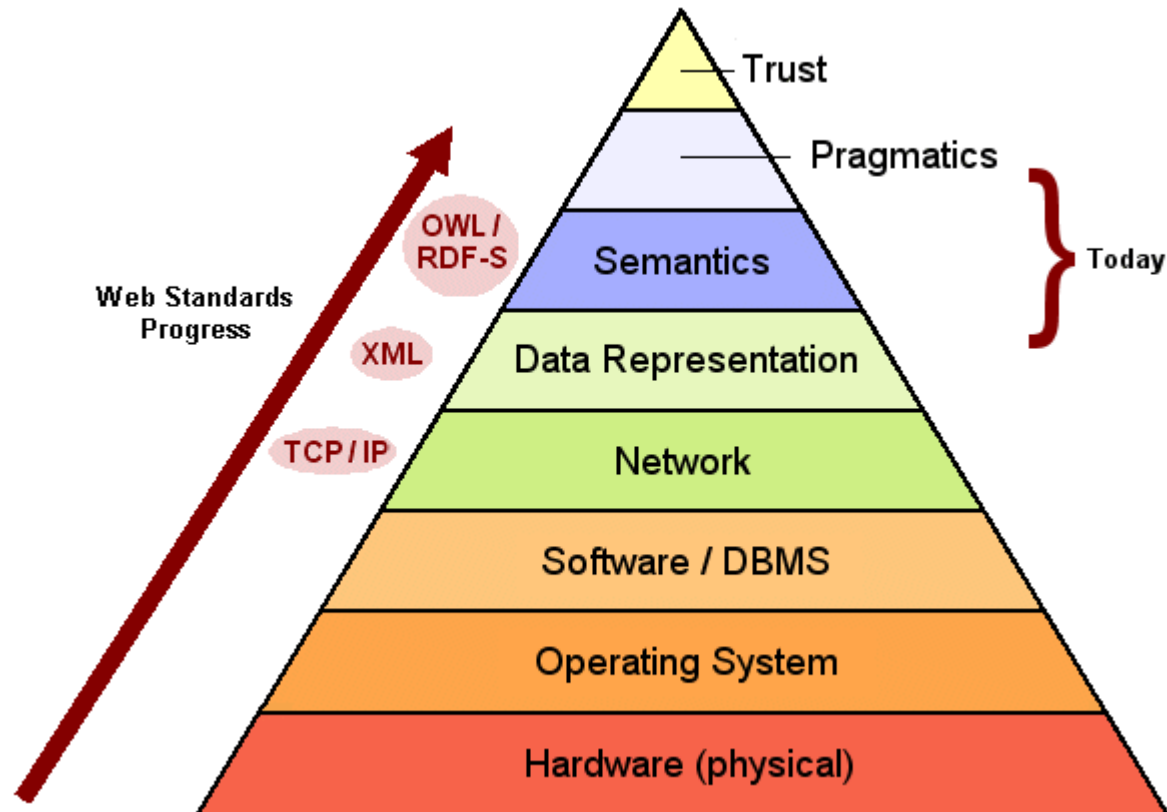 Trust
Pragmatics
OWL /
RDF-S
Semantics
Today
Web Standards
Progress
XML
Data Representation
TCP / IP
Network
Software / DBMS
Operating System
Hardware (physical)